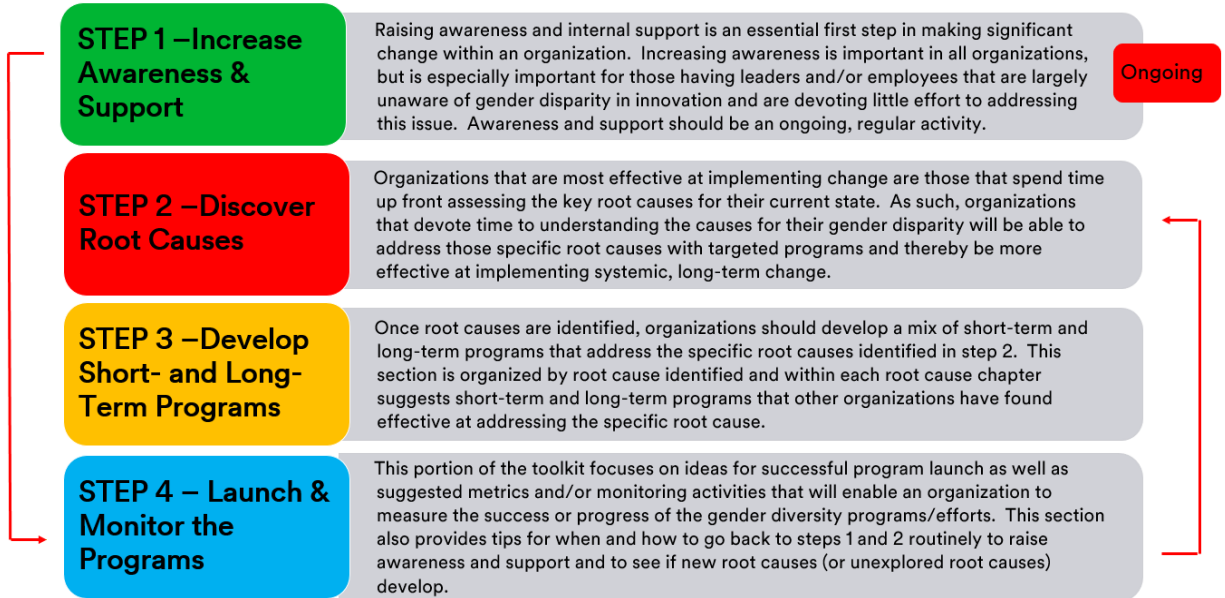 STEP 1 –Increase
Awareness &
Support
Raising awareness and internal support is an essential first step in making significant
change within an organization.  Increasing awareness is important in all organizations,
but is especially important for those having leaders and/or employees that are largely
unaware of gender disparity in innovation and are devoting little effort to addressing
this issue.  Awareness and support should be an ongoing, regular activity.
Ongoing
STEP 2 –Discover
Root Causes
Organizations that are most effective at implementing change are those that spend time
up front assessing the key root causes for their current state.  As such, organizations
that devote time to understanding the causes for their gender disparity will be able to
address those specific root causes with targeted programs and thereby be more
effective at implementing systemic, long-term change.
STEP 3 –Develop
Short- and Long-
Term Programs
Once root causes are identified, organizations should develop a mix of short-term and
long-term programs that address the specific root causes identified in step 2.  This
section is organized by root cause identified and within each root cause chapter
suggests short-term and long-term programs that other organizations have found
effective at addressing the specific root cause.
STEP 4 – Launch &
Monitor the
Programs
This portion of the toolkit focuses on ideas for successful program launch as well as
suggested metrics and/or monitoring activities that will enable an organization to
measure the success or progress of the gender diversity programs/efforts.  This section
also provides tips for when and how to go back to steps 1 and 2 routinely to raise
awareness and support and to see if new root causes (or unexplored root causes)
develop.